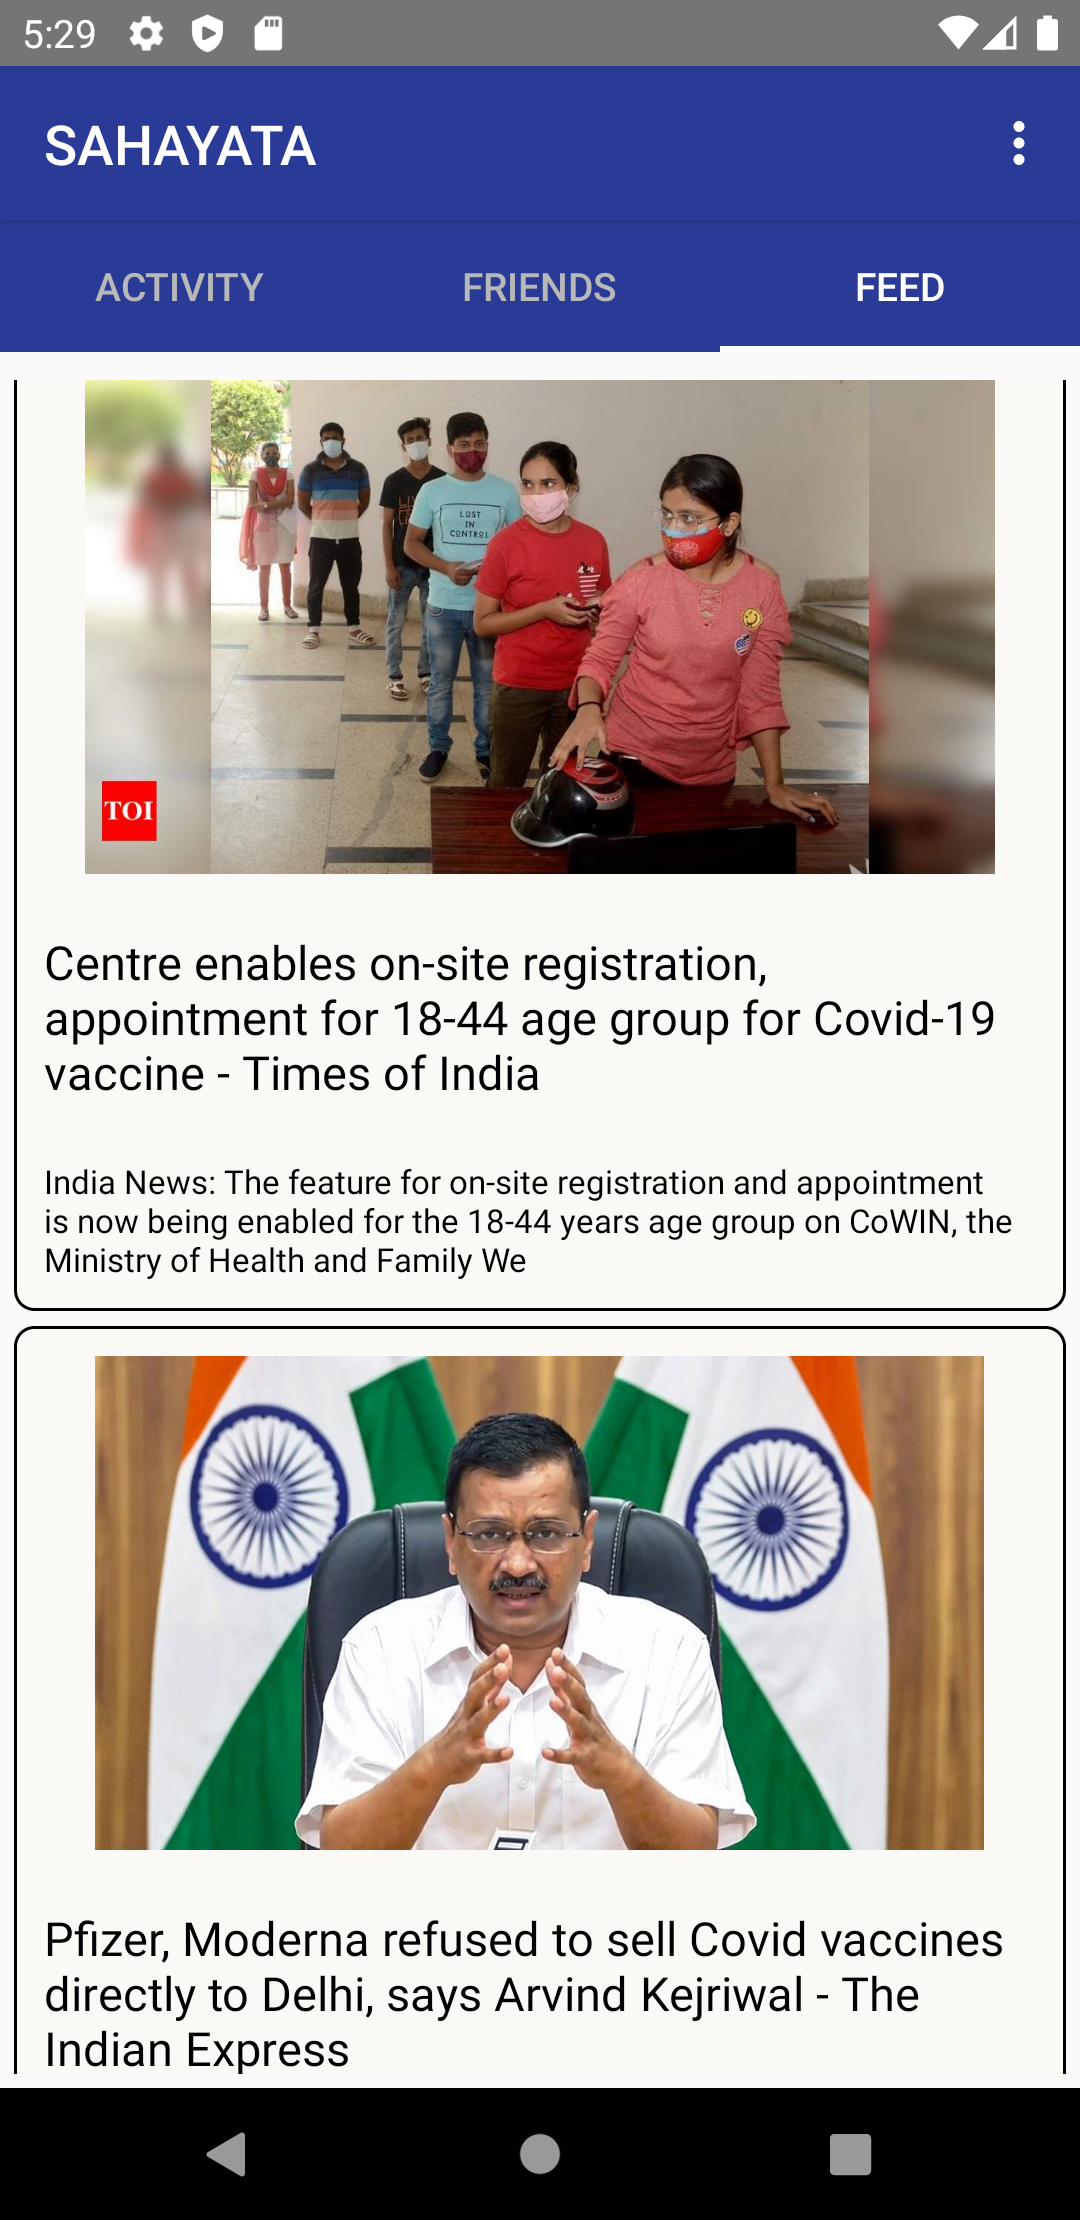 5:29
SAHAYATA
ACTIVITY
FRIENDS
FEED
LOST
IN
CONTROL
TOI
Centre enables on-site registration,
appointment for 18-44 age group for Covid-19
vaccine - Times of India
India News: The feature for on-site registration and appointment
is now being enabled for the 18-44 years age group on CoWIN, the
Ministry of Health and Family We
Pfizer, Moderna refused to sell Covid vaccines
directly to Delhi, says Arvind Kejriwal - The
Indian Express